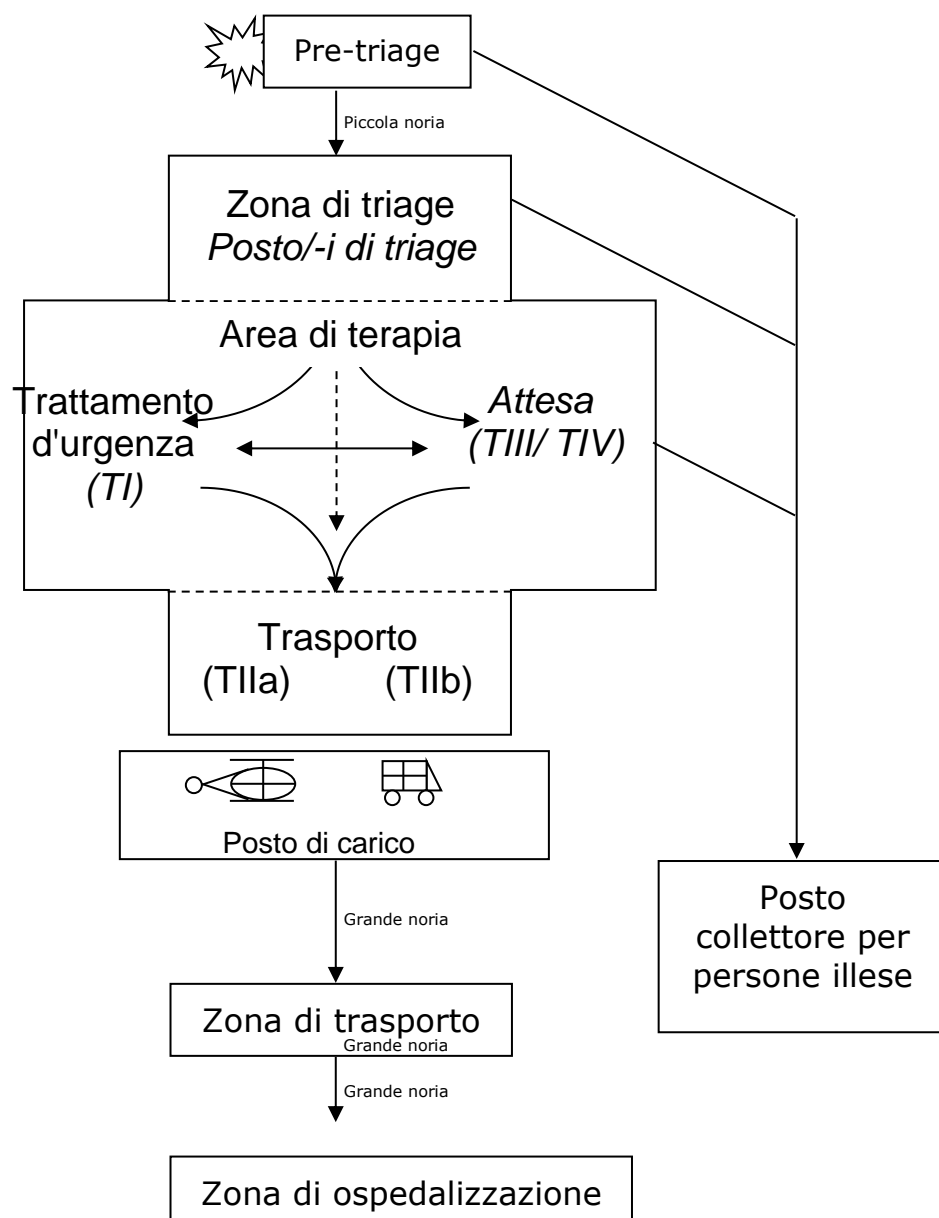 Pre-triage
Piccola noria
Zona di triage
Posto/-i di triage
Area di terapia
Trattamento
d'urgenza
(TI)
Attesa
(TIII/ TIV)
Trasporto
(TIIa) (TIIb)
Posto di carico
Grande noria
Posto
collettore per
persone illese
Zona di trasporto
Grande noria
Grande noria
Zona di ospedalizzazione